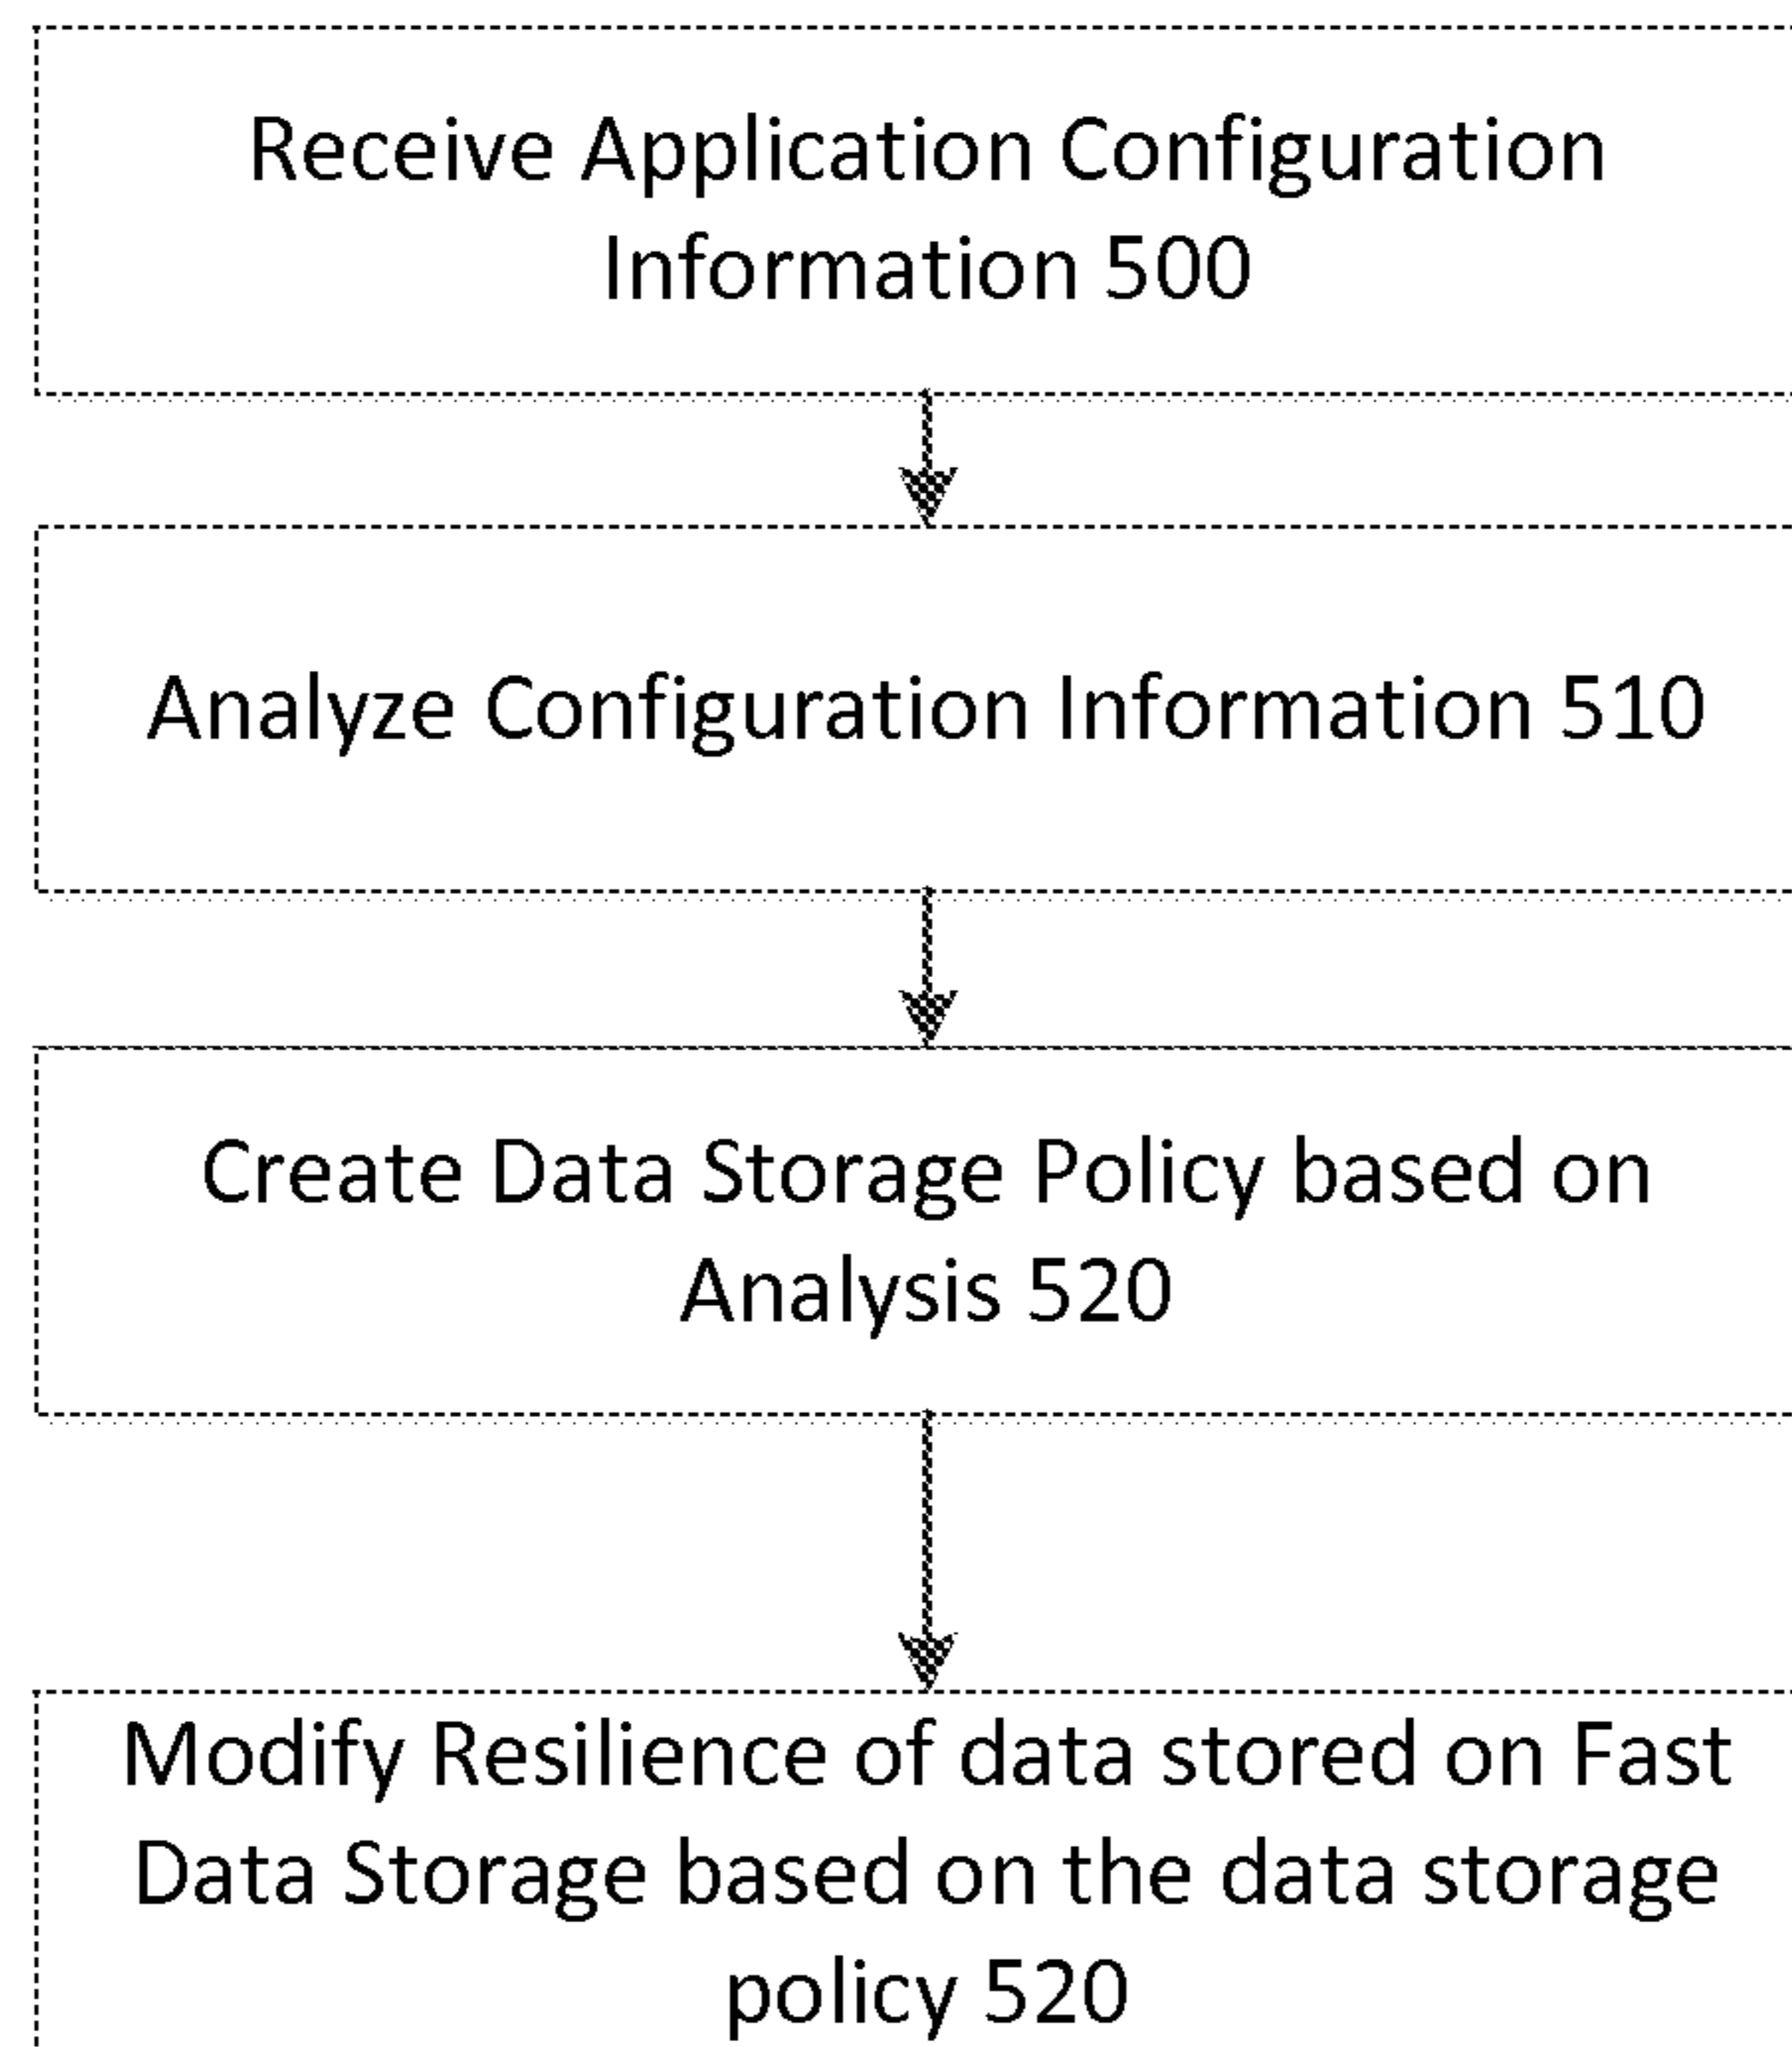 Receive Application Configuration
Information 500
Analyze Configuration Information 510
Create Data Storage Policy based on
Analysis 520
Modify Resilience of data stored on Fast
Data Storage based on the data storage
policy 520